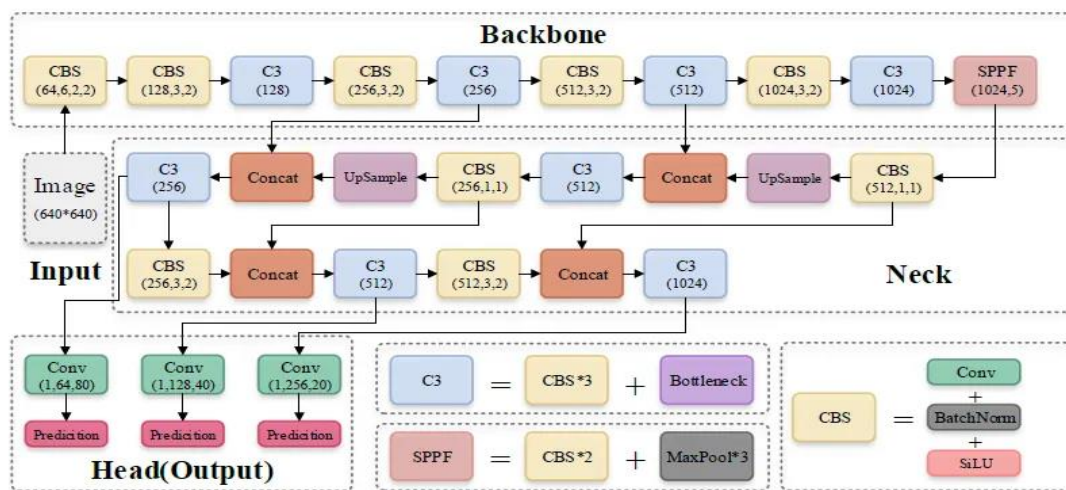 Backbone
CBS
(64,6,2,2)
CBS
(128,3,2)
C3
(128)
CBS
(256,3,2)
C3
(256)
CBS
(512,3,2)
C3
(512)
CBS
(1024,3,2)
C3
(1024)
SPPF
(1024,5)
Image
(640*640)
Input
C3
(256)
Concat
UpSample
CBS
(256,1,1)
C3
(512)
Concat
UpSample
CBS
(512,1,1)
CBS
(256,3,2)
Concat
C3
(512)
CBS
(512,3,2)
Concat
C3
(1024)
Neck
Conv
(1,64,80)
Conv
(1,128,40)
Conv
(1,256,20)
Predicition
Predicition
Predicition
Head(Output)
C3
=
CBS*3
+
Bottleneck
SPPF
=
CBS*2
+
MaxPool*3
CBS
=
Conv
+
BatchNorm
+
SiLU